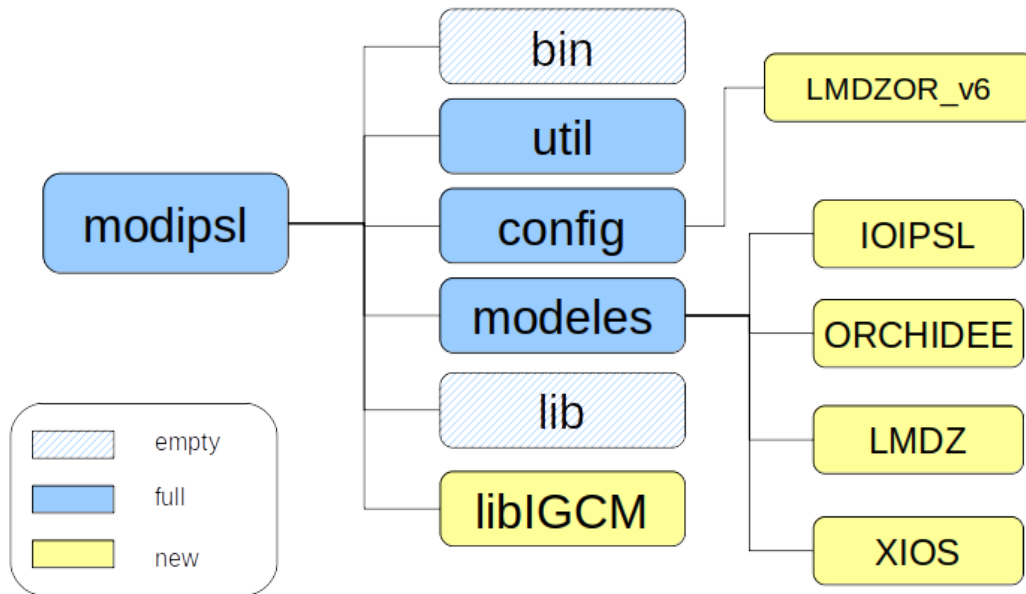 bin
LMDZOR_v6
util
modipsl
config
IOIPSL
modeles
ORCHIDEE
lib
LMDZ
libIGCM
XIOS
empty
full
new